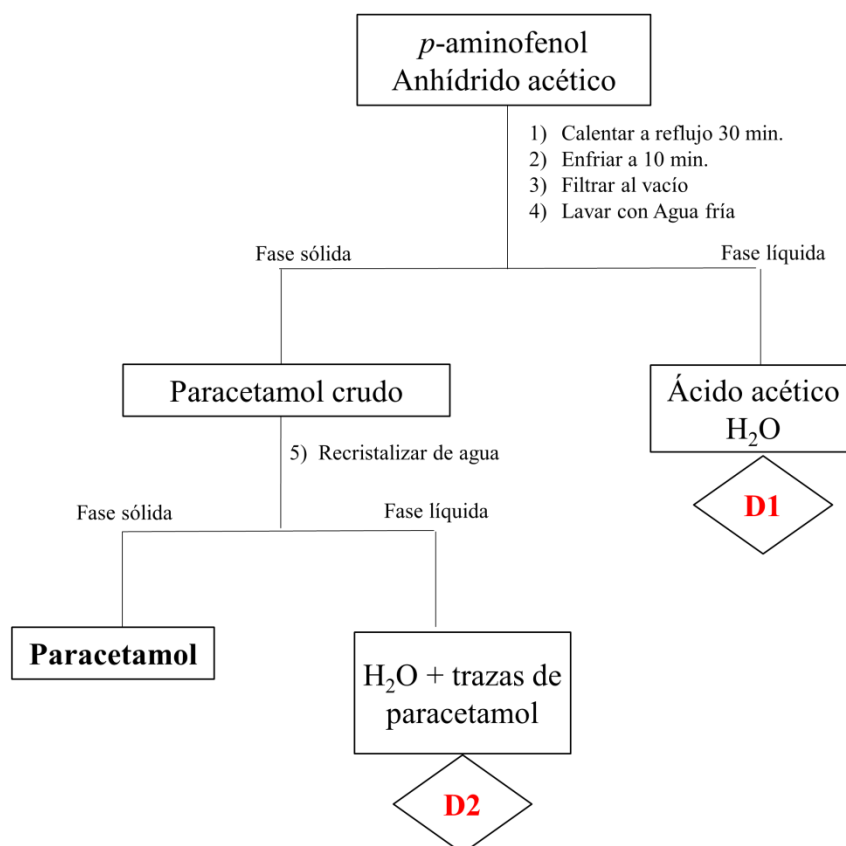 p-aminofenol
Anhídrido acético
1) Calentar a reflujo 30 min.
2) Enfriar a 10 min.
3) Filtrar al vacío
4) Lavar con Agua fría
Fase sólida
Fase líquida
Paracetamol crudo
Ácido acético
H₂O
5) Recristalizar de agua
D1
Fase sólida
Fase líquida
Paracetamol
H₂O + trazas de
paracetamol
D2